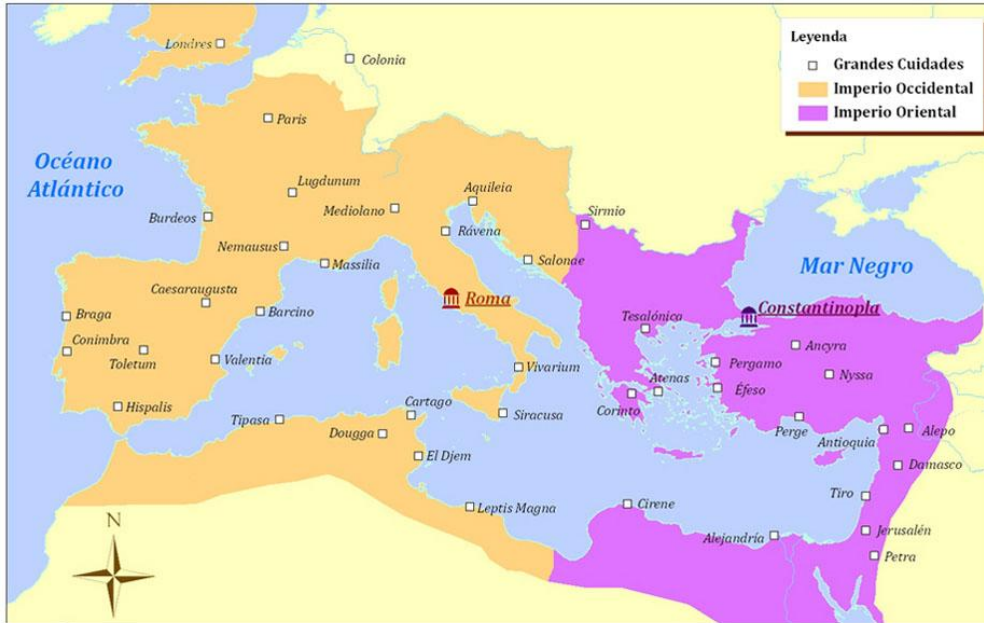 Leyenda
Grandes Cuidades
Imperio Occidental
Imperio Oriental
Londres
Colonia
Paris
Océano
Atlántico
Lugdunum
Burdeos
Mediolano
Aquileia
Nemausus
Rávena
Sirmio
Massilia
Salonae
Mar Negro
Caesaraugusta
Roma
Constantinopla
Braga
Barcino
Tesalónica
Conimbra
Toletum
Valentia
Vivarium
Pergamo
Ancyra
Atenas
Nyssa
Éfeso
Hispalis
Cartago
Corinto
Tipasa
Siracusa
Perge
Dougga
Antioquia
Alepo
El Djem
Damasco
Tiro
Leptis Magna
Cirene
Alejandría
Jerusalén
Petra
N